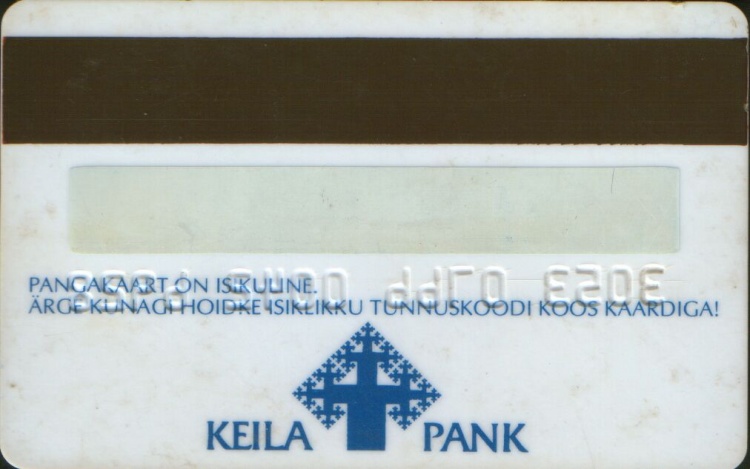 PANGAKAART ON ISIKULINE.
ÄRGE KUNAGI HOIDKE ISIKLIKKU TUNNUSKOODI KOOS KAARDIGA!
KEILA PANK